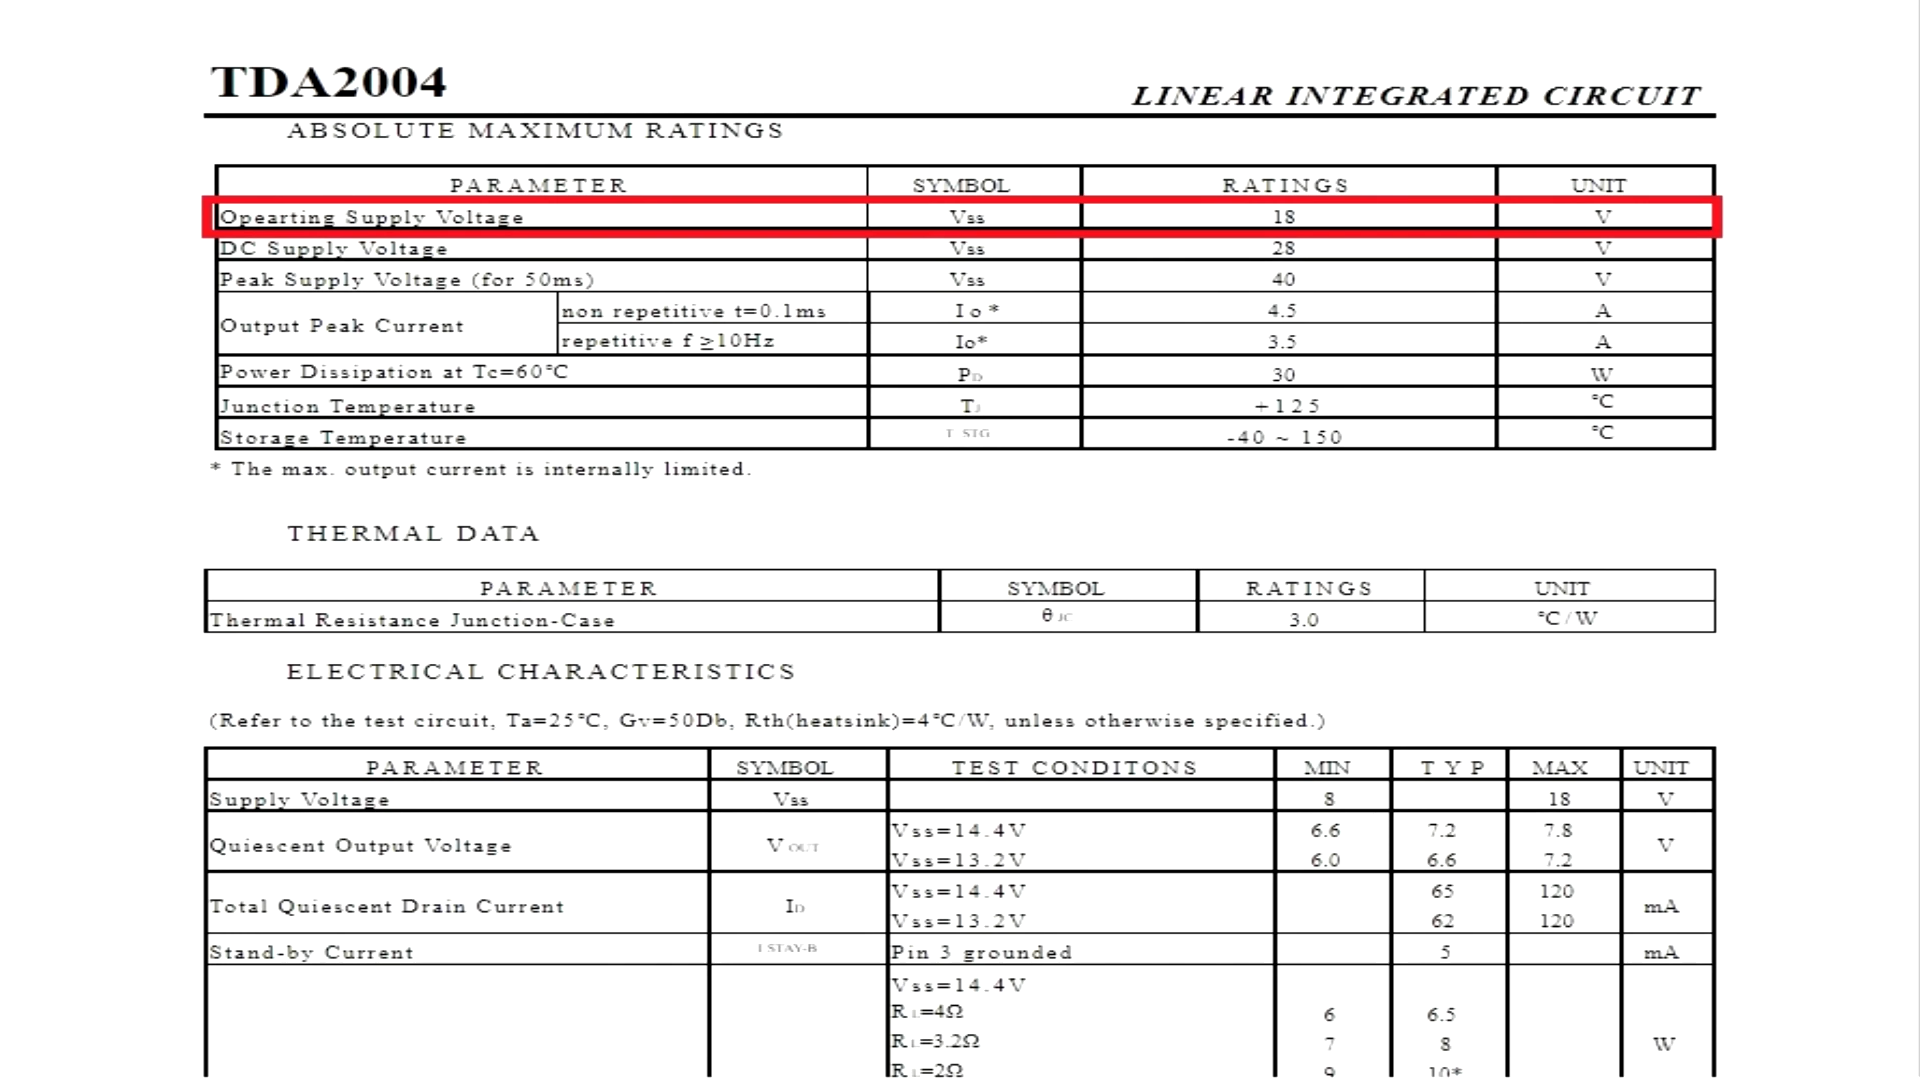 TDA2004
LINEAR INTEGRATED CIRCUIT
ABSOLUTE MAXIMUM RATINGS
PARAMETER SYMBOL RATINGS UNIT
Opearting Supply Voltage Vss 18 V
DC Supply Voltage Vss 28 V
Peak Supply Voltage (for 50ms) Vss 40 V
Output Peak Current non repetitive t=0.1ms Io* 4.5 A
repetitive f ≥10Hz Io* 3.5 A
Power Dissipation at Tc=60°C PD 30 W
Junction Temperature TJ +125 °C
Storage Temperature T STG -40 ~ 150 °C
* The max. output current is internally limited.
THERMAL DATA
PARAMETER SYMBOL RATINGS UNIT
Thermal Resistance Junction-Case θ JC 3.0 °C/W
ELECTRICAL CHARACTERISTICS
(Refer to the test circuit, Ta=25°C, Gv=50Db, Rth(heatsink)=4°C/W, unless otherwise specified.)
PARAMETER SYMBOL TEST CONDITONS MIN TYP MAX UNIT
Supply Voltage Vss 8 18 V
Quiescent Output Voltage V OUT Vss=14.4V 6.6 7.2 7.8 V
Vss=13.2V 6.0 6.6 7.2
Total Quiescent Drain Current ID Vss=14.4V 65 120 mA
Vss=13.2V 62 120
Stand-by Current I STAY-B Pin 3 grounded 5 mA
Vss=14.4V
RL=4Ω 6 6.5
RL=3.2Ω 7 8 W
RL=2Ω 9 10*